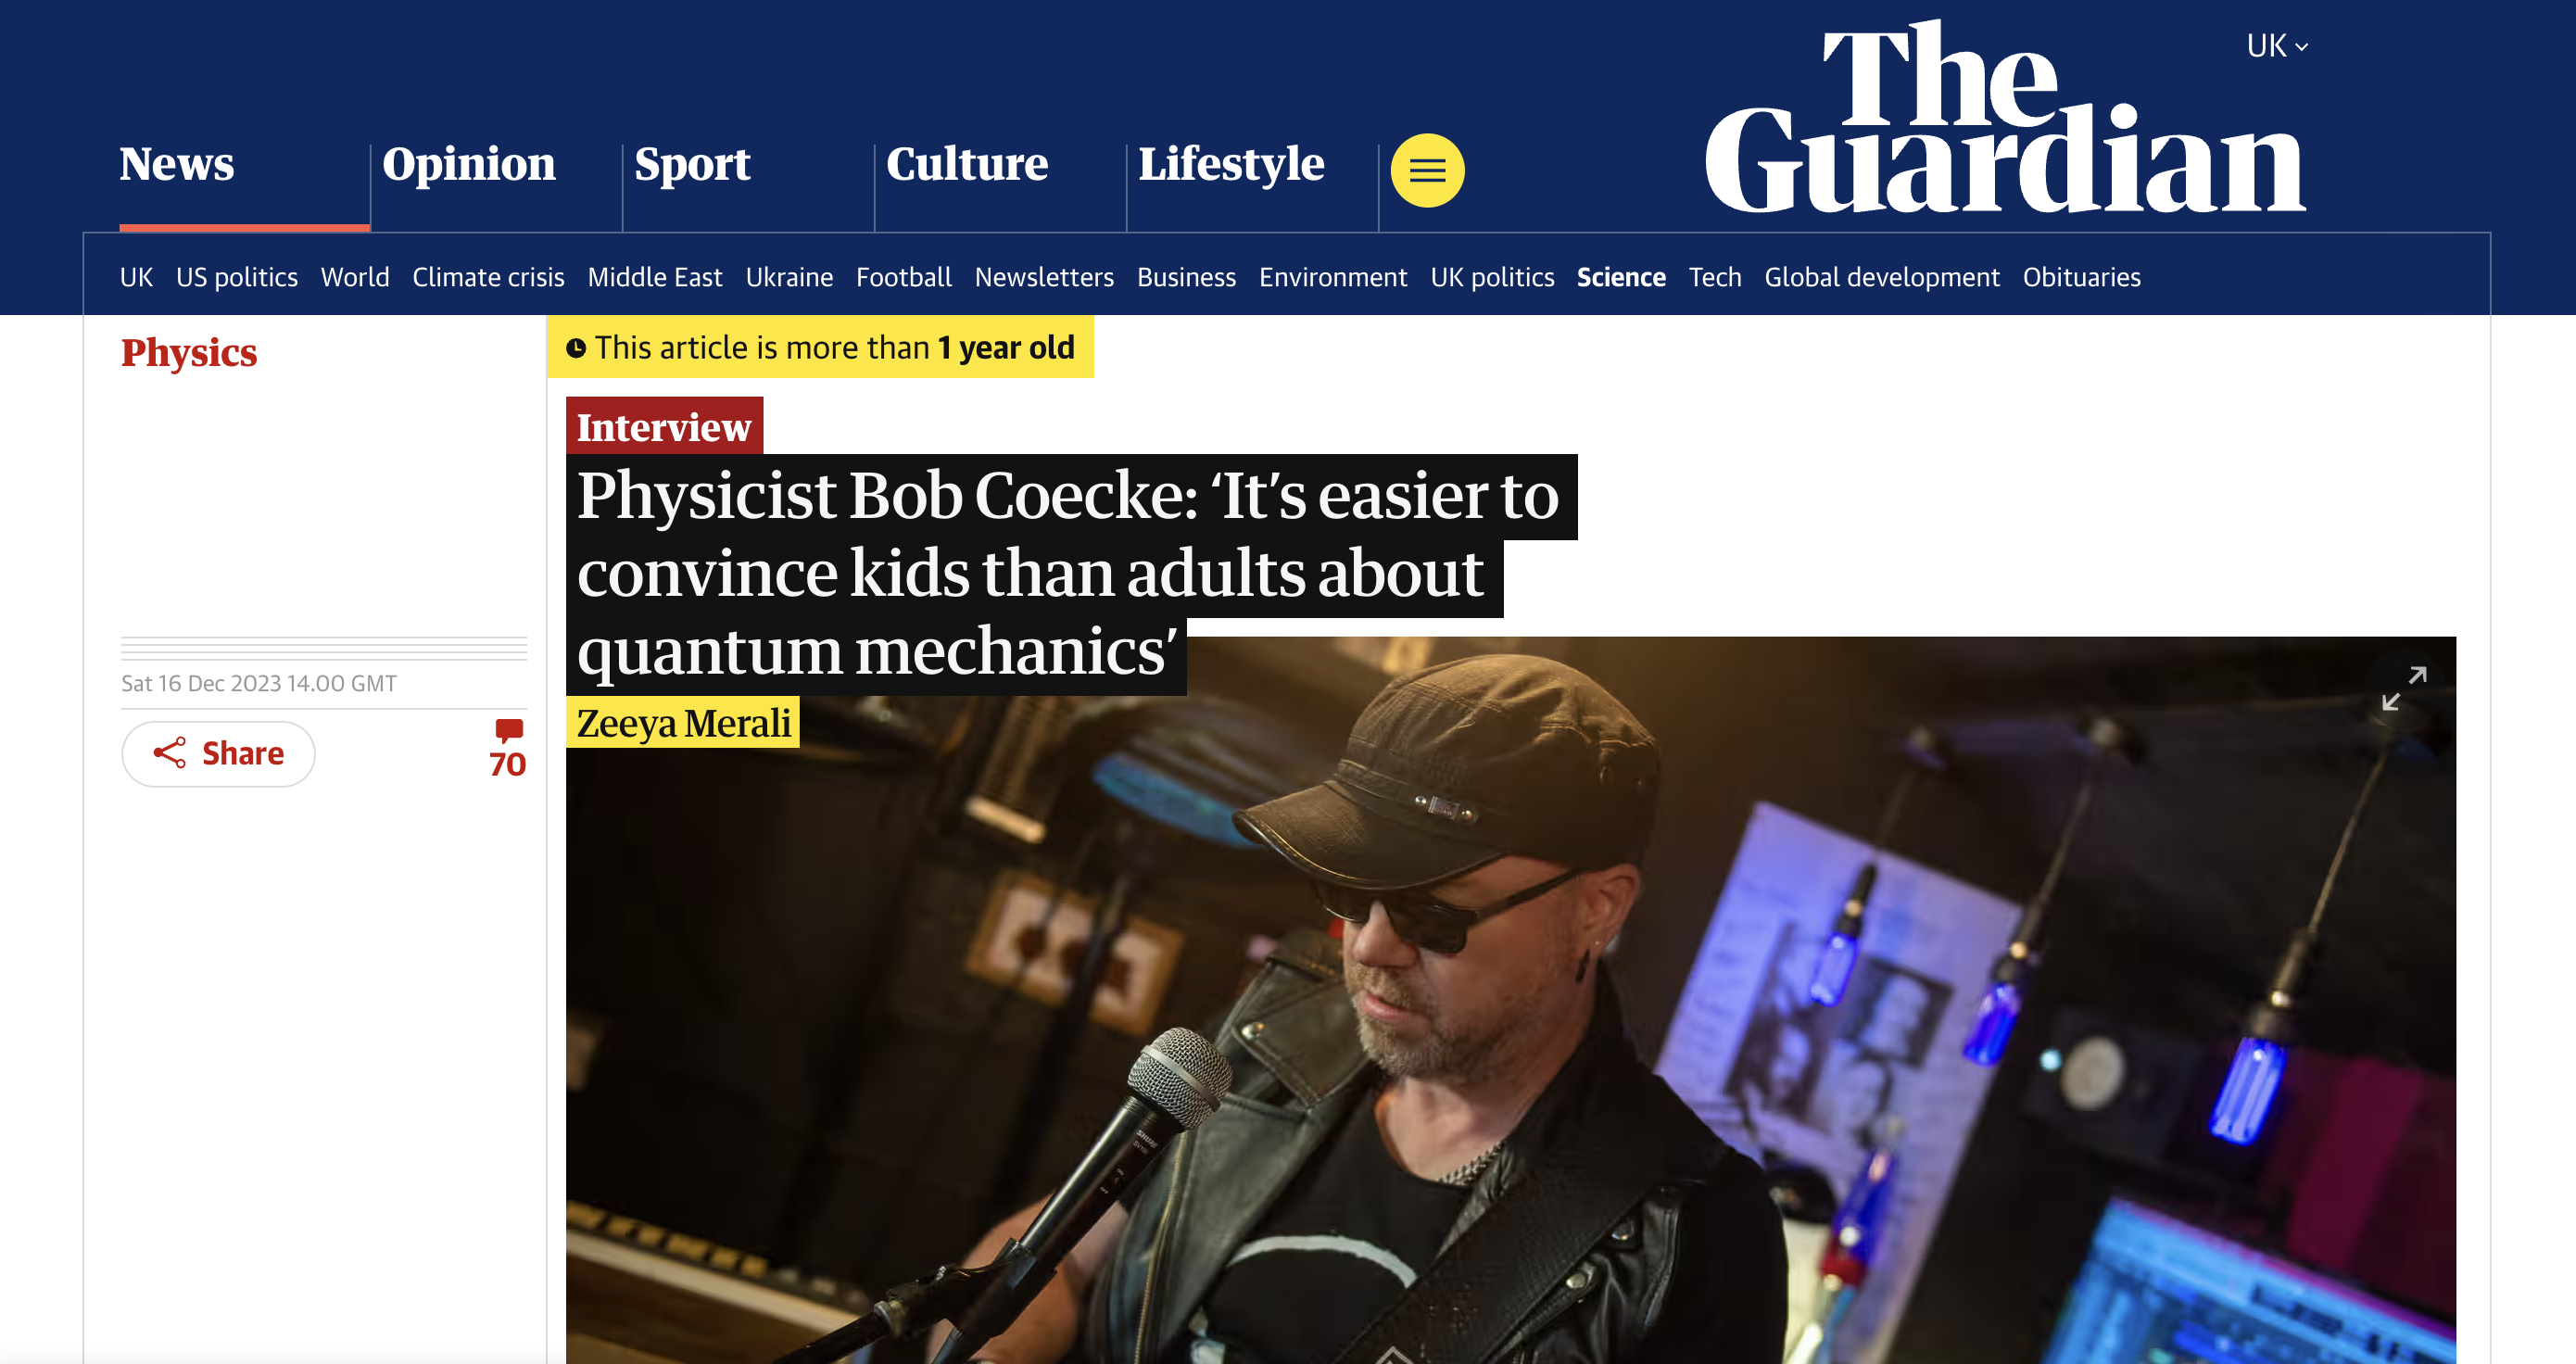 The
Guardian
UK
News
Opinion
Sport
Culture
Lifestyle
UK US politics World Climate crisis Middle East Ukraine Football Newsletters Business Environment UK politics Science Tech Global development Obituaries
Physics
This article is more than 1 year old
Interview
Physicist Bob Coecke: ‘It’s easier to
convince kids than adults about
quantum mechanics’
Zeeya Merali
Sat 16 Dec 2023 14.00 GMT
Share
70
SHURE